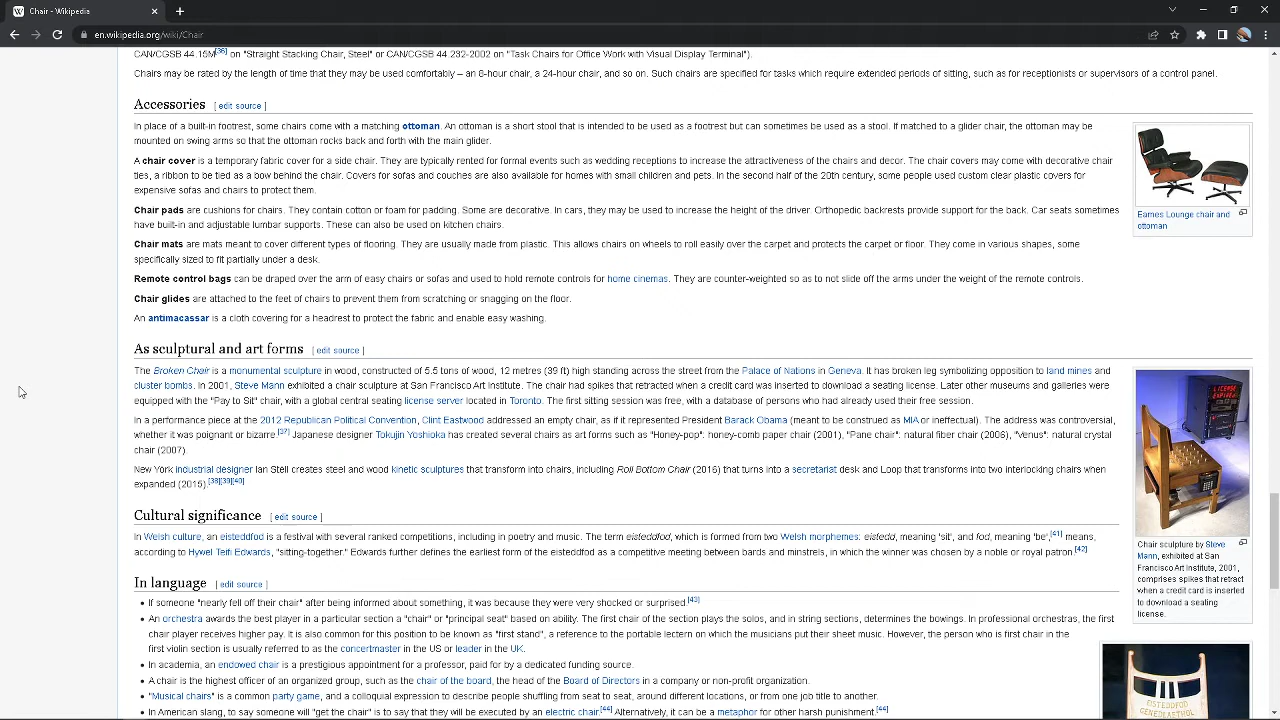 Chair - Wikipedia
en.wikipedia.org/wiki/Chair
CAN/CGSB 44.15M[36] on "Straight Stacking Chair, Steel" or CAN/CGSB 44 232-2002 on "Task Chairs for Office Work with Visual Display Terminal").
Chairs may be rated by the length of time that they may be used comfortably – an 8-hour chair, a 24-hour chair, and so on. Such chairs are specified for tasks which require extended periods of sitting, such as for receptionists or supervisors of a control panel.
Accessories [ edit source ]
In place of a built-in footrest, some chairs come with a matching ottoman. An ottoman is a short stool that is intended to be used as a footrest but can sometimes be used as a stool. If matched to a glider chair, the ottoman may be
mounted on swing arms so that the ottoman rocks back and forth with the main glider.
A chair cover is a temporary fabric cover for a side chair. They are typically rented for formal events such as wedding receptions to increase the attractiveness of the chairs and decor. The chair covers may come with decorative chair
ties, a ribbon to be tied as a bow behind the chair. Covers for sofas and couches are also available for homes with small children and pets. In the second half of the 20th century, some people used custom clear plastic covers for
expensive sofas and chairs to protect them.
Chair pads are cushions for chairs. They contain cotton or foam for padding. Some are decorative. In cars, they may be used to increase the height of the driver. Orthopedic backrests provide support for the back. Car seats sometimes
have built-in and adjustable lumbar supports. These can also be used on kitchen chairs.
Chair mats are mats meant to cover different types of flooring. They are usually made from plastic. This allows chairs on wheels to roll easily over the carpet and protects the carpet or floor. They come in various shapes, some
specifically sized to fit partially under a desk.
Remote control bags can be draped over the arm of easy chairs or sofas and used to hold remote controls for home cinemas. They are counter-weighted so as to not slide off the arms under the weight of the remote controls.
Chair glides are attached to the feet of chairs to prevent them from scratching or snagging on the floor.
An antimacassar is a cloth covering for a headrest to protect the fabric and enable easy washing.
Eames Lounge chair and
ottoman
As sculptural and art forms [ edit source ]
The Broken Chair is a monumental sculpture in wood, constructed of 5.5 tons of wood, 12 metres (39 ft) high standing across the street from the Palace of Nations in Geneva. It has broken leg symbolizing opposition to land mines and
cluster bombs. In 2001, Steve Mann exhibited a chair sculpture at San Francisco Art Institute. The chair had spikes that retracted when a credit card was inserted to download a seating license. Later other museums and galleries were
equipped with the "Pay to Sit" chair, with a global central seating license server located in Toronto. The first sitting session was free, with a database of persons who had already used their free session.
In a performance piece at the 2012 Republican Political Convention, Clint Eastwood addressed an empty chair, as if it represented President Barack Obama (meant to be construed as MIA or ineffectual). The address was controversial,
whether it was poignant or bizarre.[37] Japanese designer Tokujin Yoshioka has created several chairs as art forms such as "Honey-pop": honey-comb paper chair (2001), "Pane chair": natural fiber chair (2006), "Venus": natural crystal
chair (2007).
New York industrial designer Ian Stell creates steel and wood kinetic sculptures that transform into chairs, including Roll Bottom Chair (2016) that turns into a secretariat desk and Loop that transforms into two interlocking chairs when
expanded (2015).[38][39][40]
LICENSE
EXPIRED
Chair sculpture by Steve
Mann, exhibited at San
Francisco Art Institute, 2001,
comprises spikes that retract
when a credit card is inserted
to download a seating
license.
Cultural significance [ edit source ]
In Welsh culture, an eisteddfod is a festival with several ranked competitions, including in poetry and music. The term eisteddfod, which is formed from two Welsh morphemes: eistedd, meaning 'sit', and fod, meaning 'be',[41] means,
according to Hywel Teifi Edwards, "sitting-together." Edwards further defines the earliest form of the eisteddfod as a competitive meeting between bards and minstrels, in which the winner was chosen by a noble or royal patron.[42]
In language [ edit source ]
• If someone "nearly fell off their chair" after being informed about something, it was because they were very shocked or surprised.[43]
• An orchestra awards the best player in a particular section a "chair" or "principal seat" based on ability. The first chair of the section plays the solos, and in string sections, determines the bowings. In professional orchestras, the first
chair player receives higher pay. It is also common for this position to be known as "first stand", a reference to the portable lectern on which the musicians put their sheet music. However, the person who is first chair in the
first violin section is usually referred to as the concertmaster in the US or leader in the UK.
• In academia, an endowed chair is a prestigious appointment for a professor, paid for by a dedicated funding source.
• A chair is the highest officer of an organized group, such as the chair of the board, the head of the Board of Directors in a company or non-profit organization.
• "Musical chairs" is a common party game, and a colloquial expression to describe people shuffling from seat to seat, around different locations, or from one job title to another.
• In American slang, to say someone will "get the chair" is to say that they will be executed by an electric chair.[44] Alternatively, it can be a metaphor for other harsh punishment.[44]
EISTEDDFOD